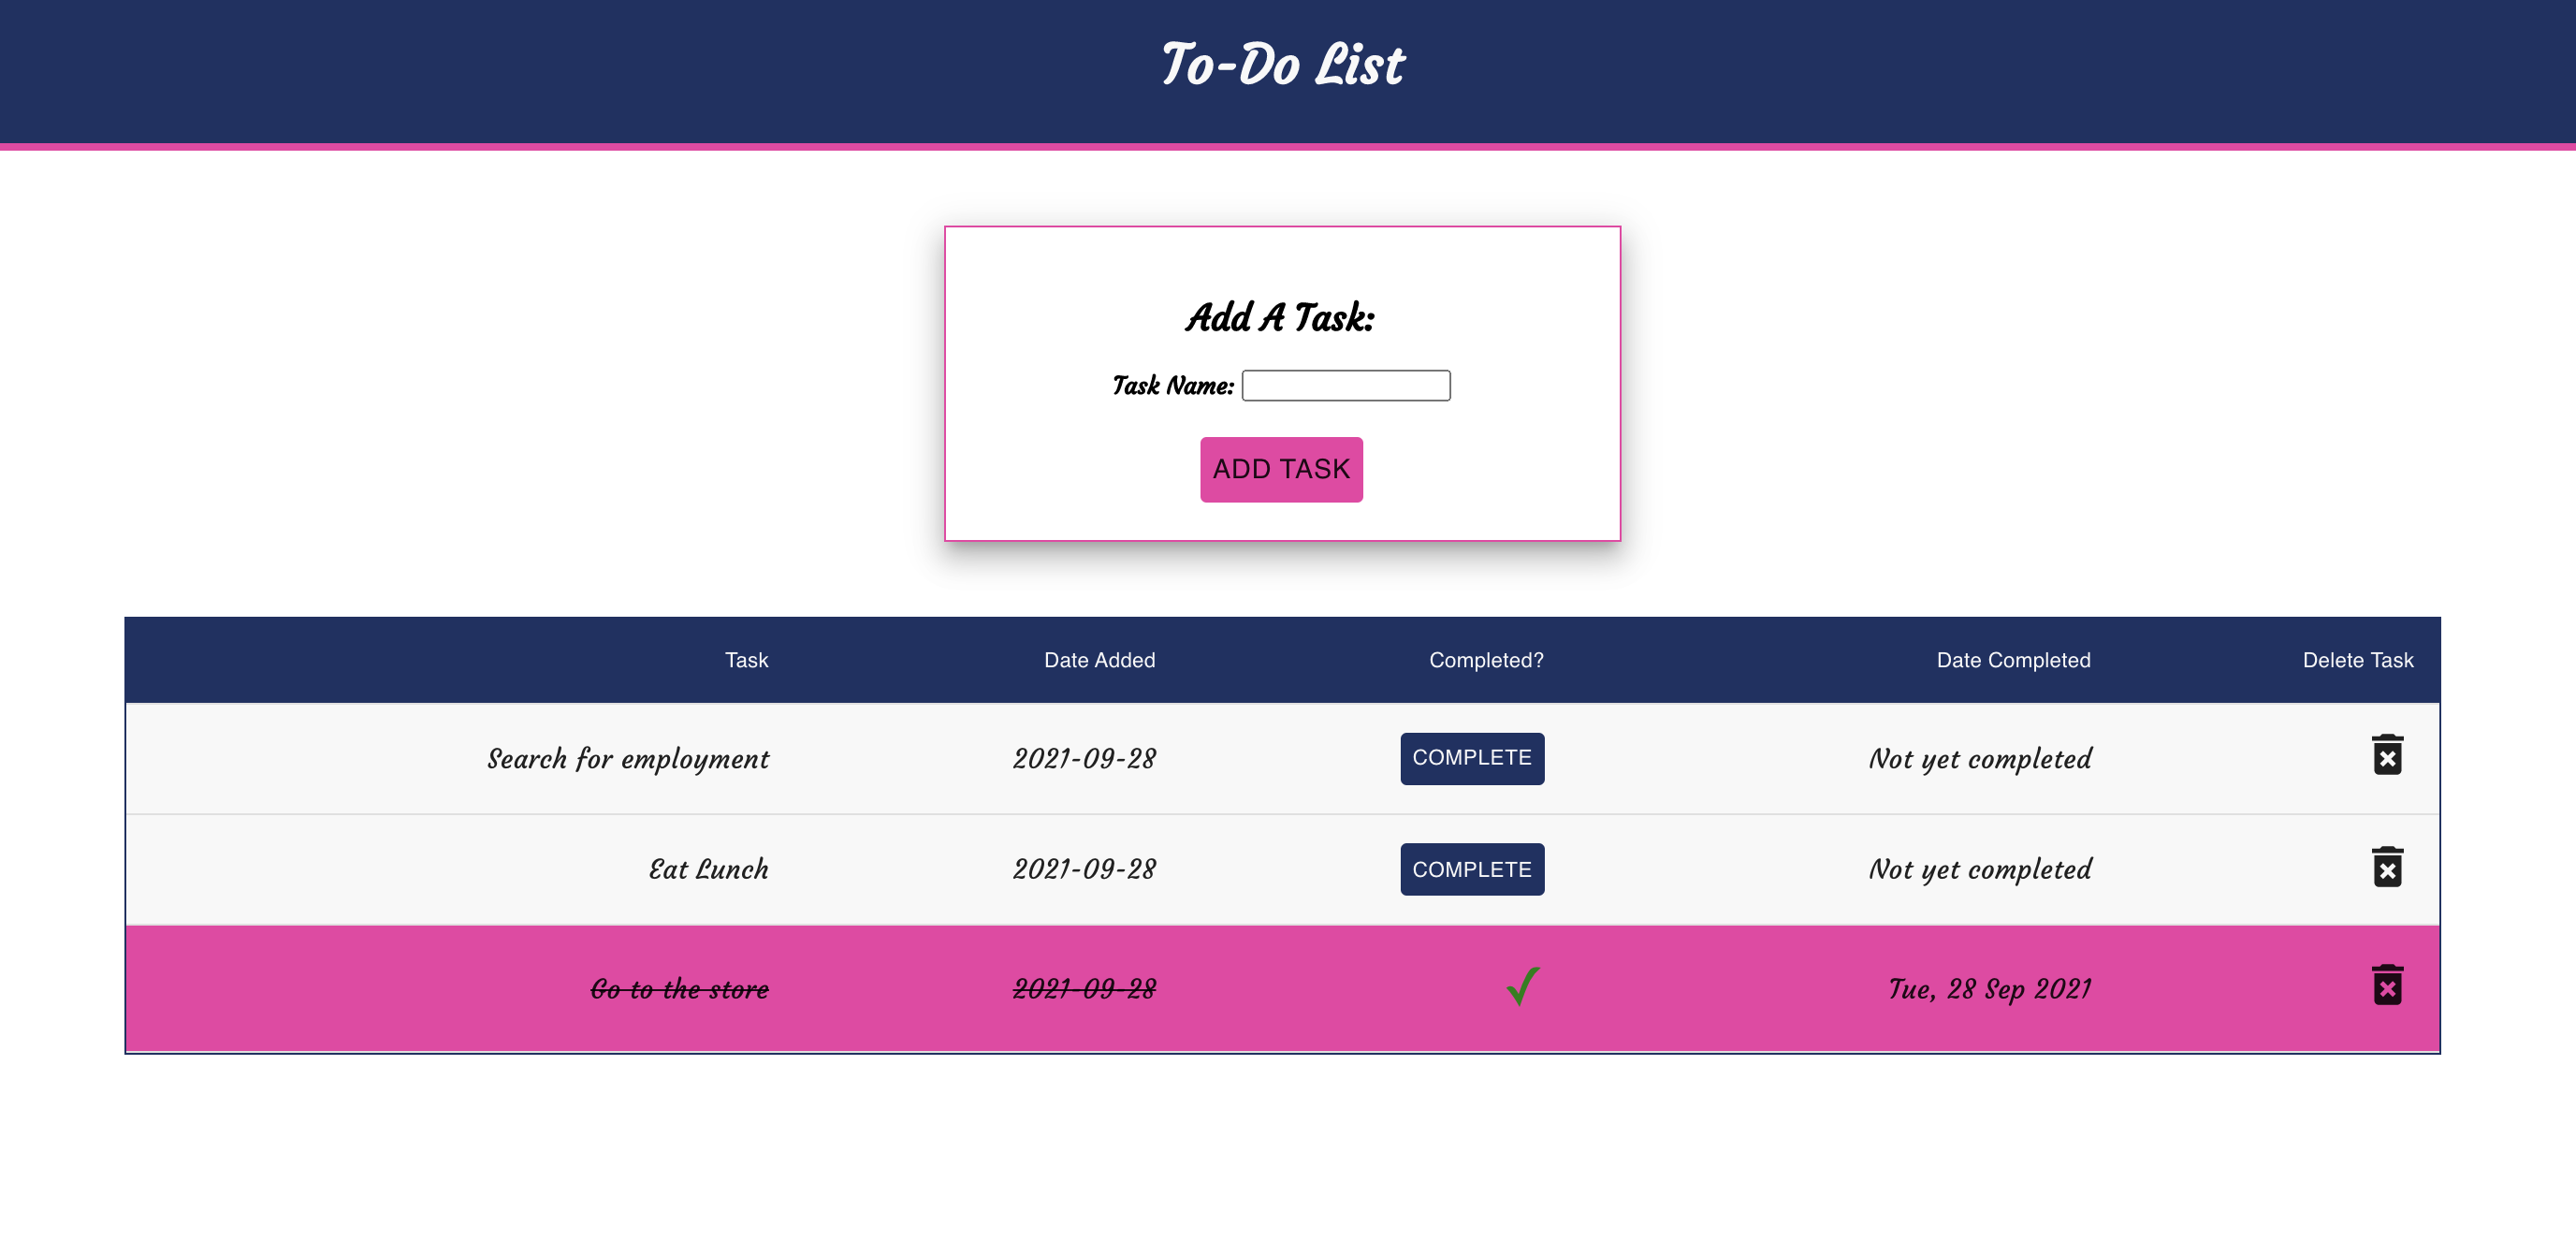 To-Do List
Add A Task:
Task Name:
ADD TASK
Task Date Added Completed? Date Completed Delete Task
Search for employment 2021-09-28 COMPLETE Not yet completed
Eat Lunch 2021-09-28 COMPLETE Not yet completed
Go to the store 2021-09-28 Tue, 28 Sep 2021